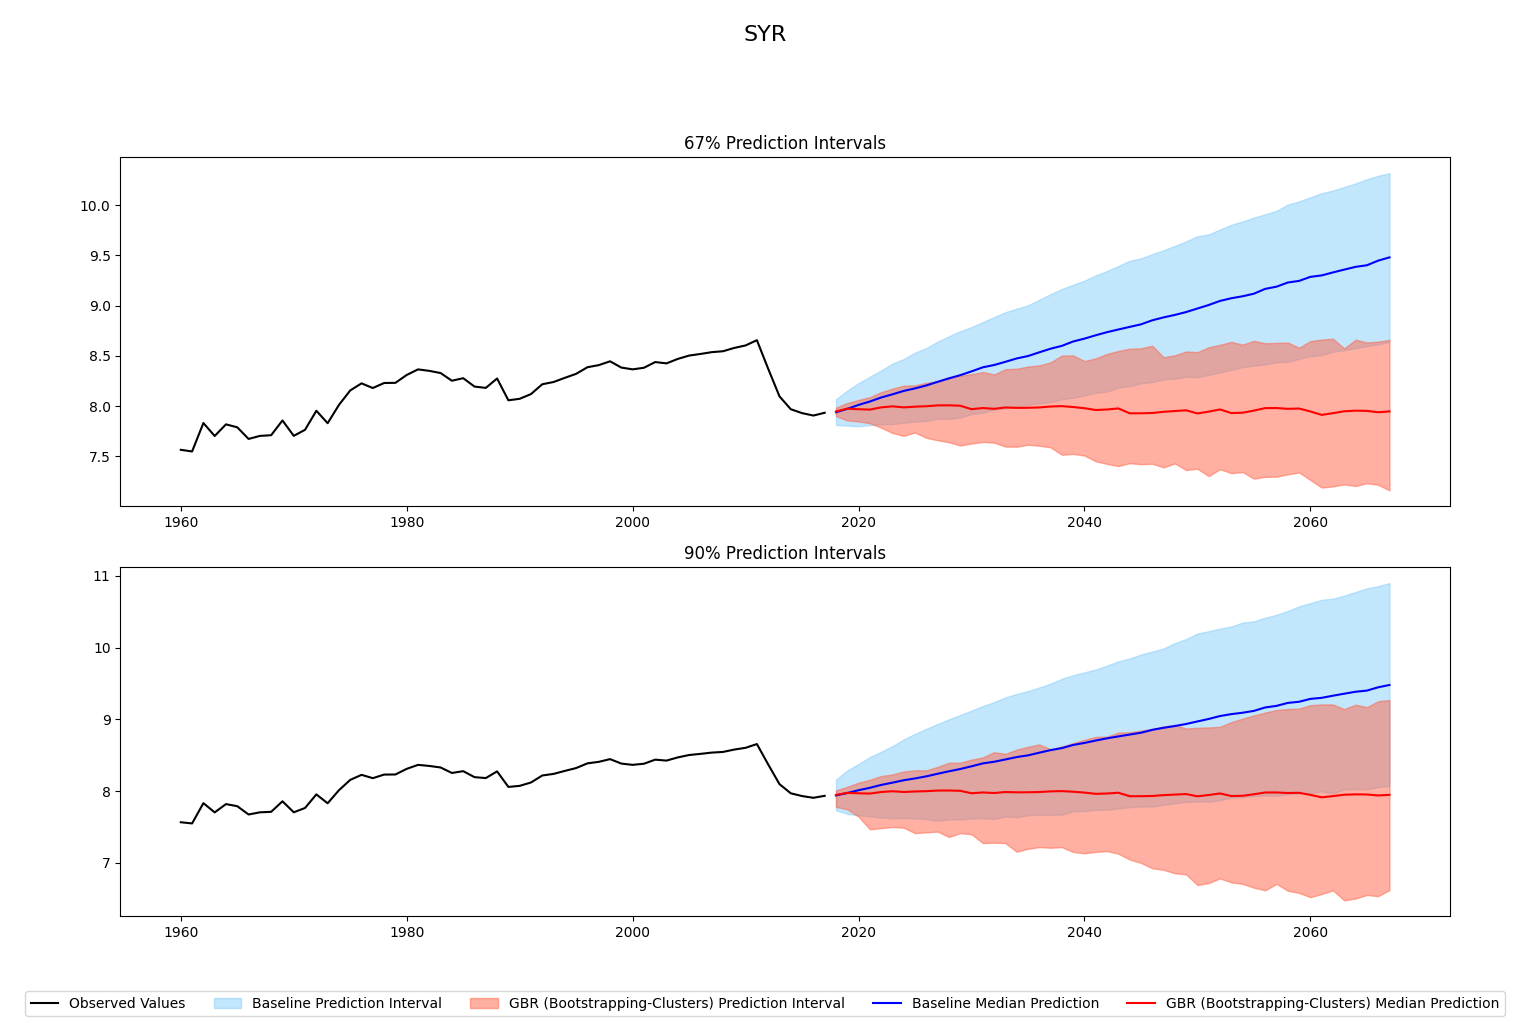 SYR
67% Prediction Intervals
10.0
9.5
9.0
8.5
8.0
7.5
1960 1980 2000 2020 2040 2060
90% Prediction Intervals
11
10
9
8
7
1960 1980 2000 2020 2040 2060
Observed Values Baseline Prediction Interval GBR (Bootstrapping-Clusters) Prediction Interval Baseline Median Prediction GBR (Bootstrapping-Clusters) Median Prediction